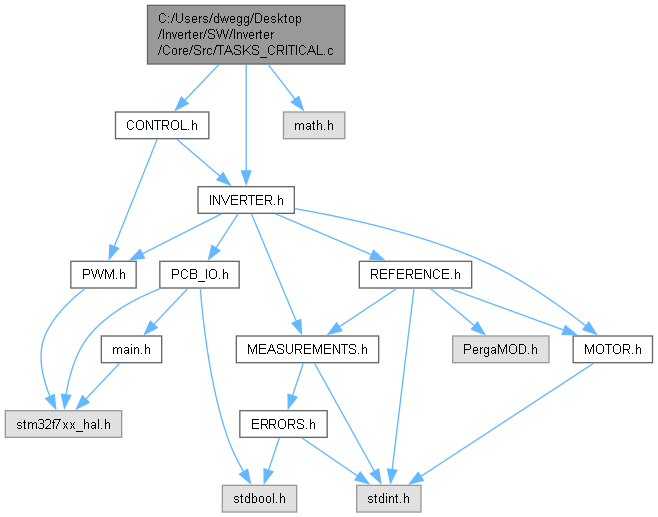 C:/Users/dwegg/Desktop
/Inverter/SW/Inverter
/Core/Src/TASKS_CRITICAL.c
CONTROL.h
math.h
INVERTER.h
PWM.h
PCB_IO.h
REFERENCE.h
main.h
MEASUREMENTS.h
PergaMOD.h
MOTOR.h
stm32f7xx_hal.h
ERRORS.h
stdbool.h
stdint.h